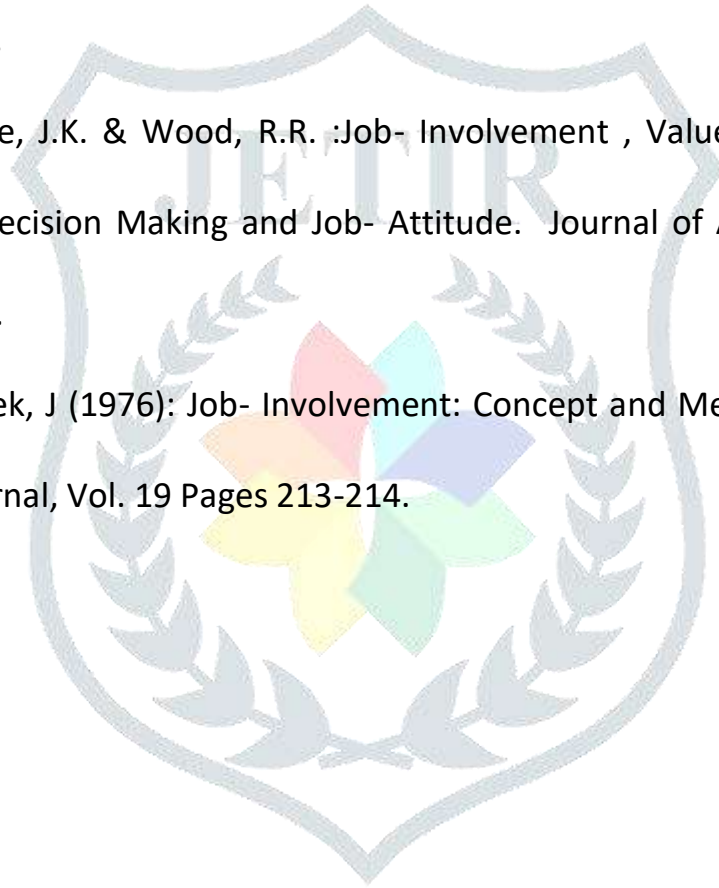 e, J.K. & Wood, R.R. :Job- Involvement , Value
JETIR
ecision Making and Job- Attitude. Journal of A
.
ek, J (1976): Job- Involvement: Concept and Me
rnal, Vol. 19 Pages 213-214.